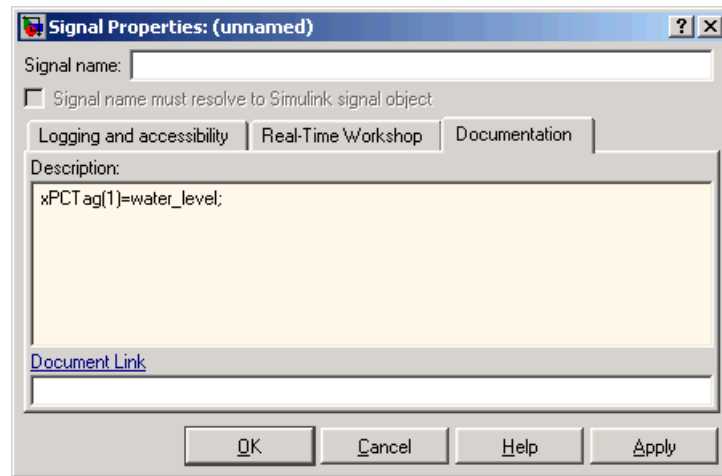 Signal Properties: (unnamed)
Signal name:
Signal name must resolve to Simulink signal object
Logging and accessibility Real-Time Workshop Documentation
Description:
xPCTag(1)=water_level;
Document Link
OK Cancel Help Apply